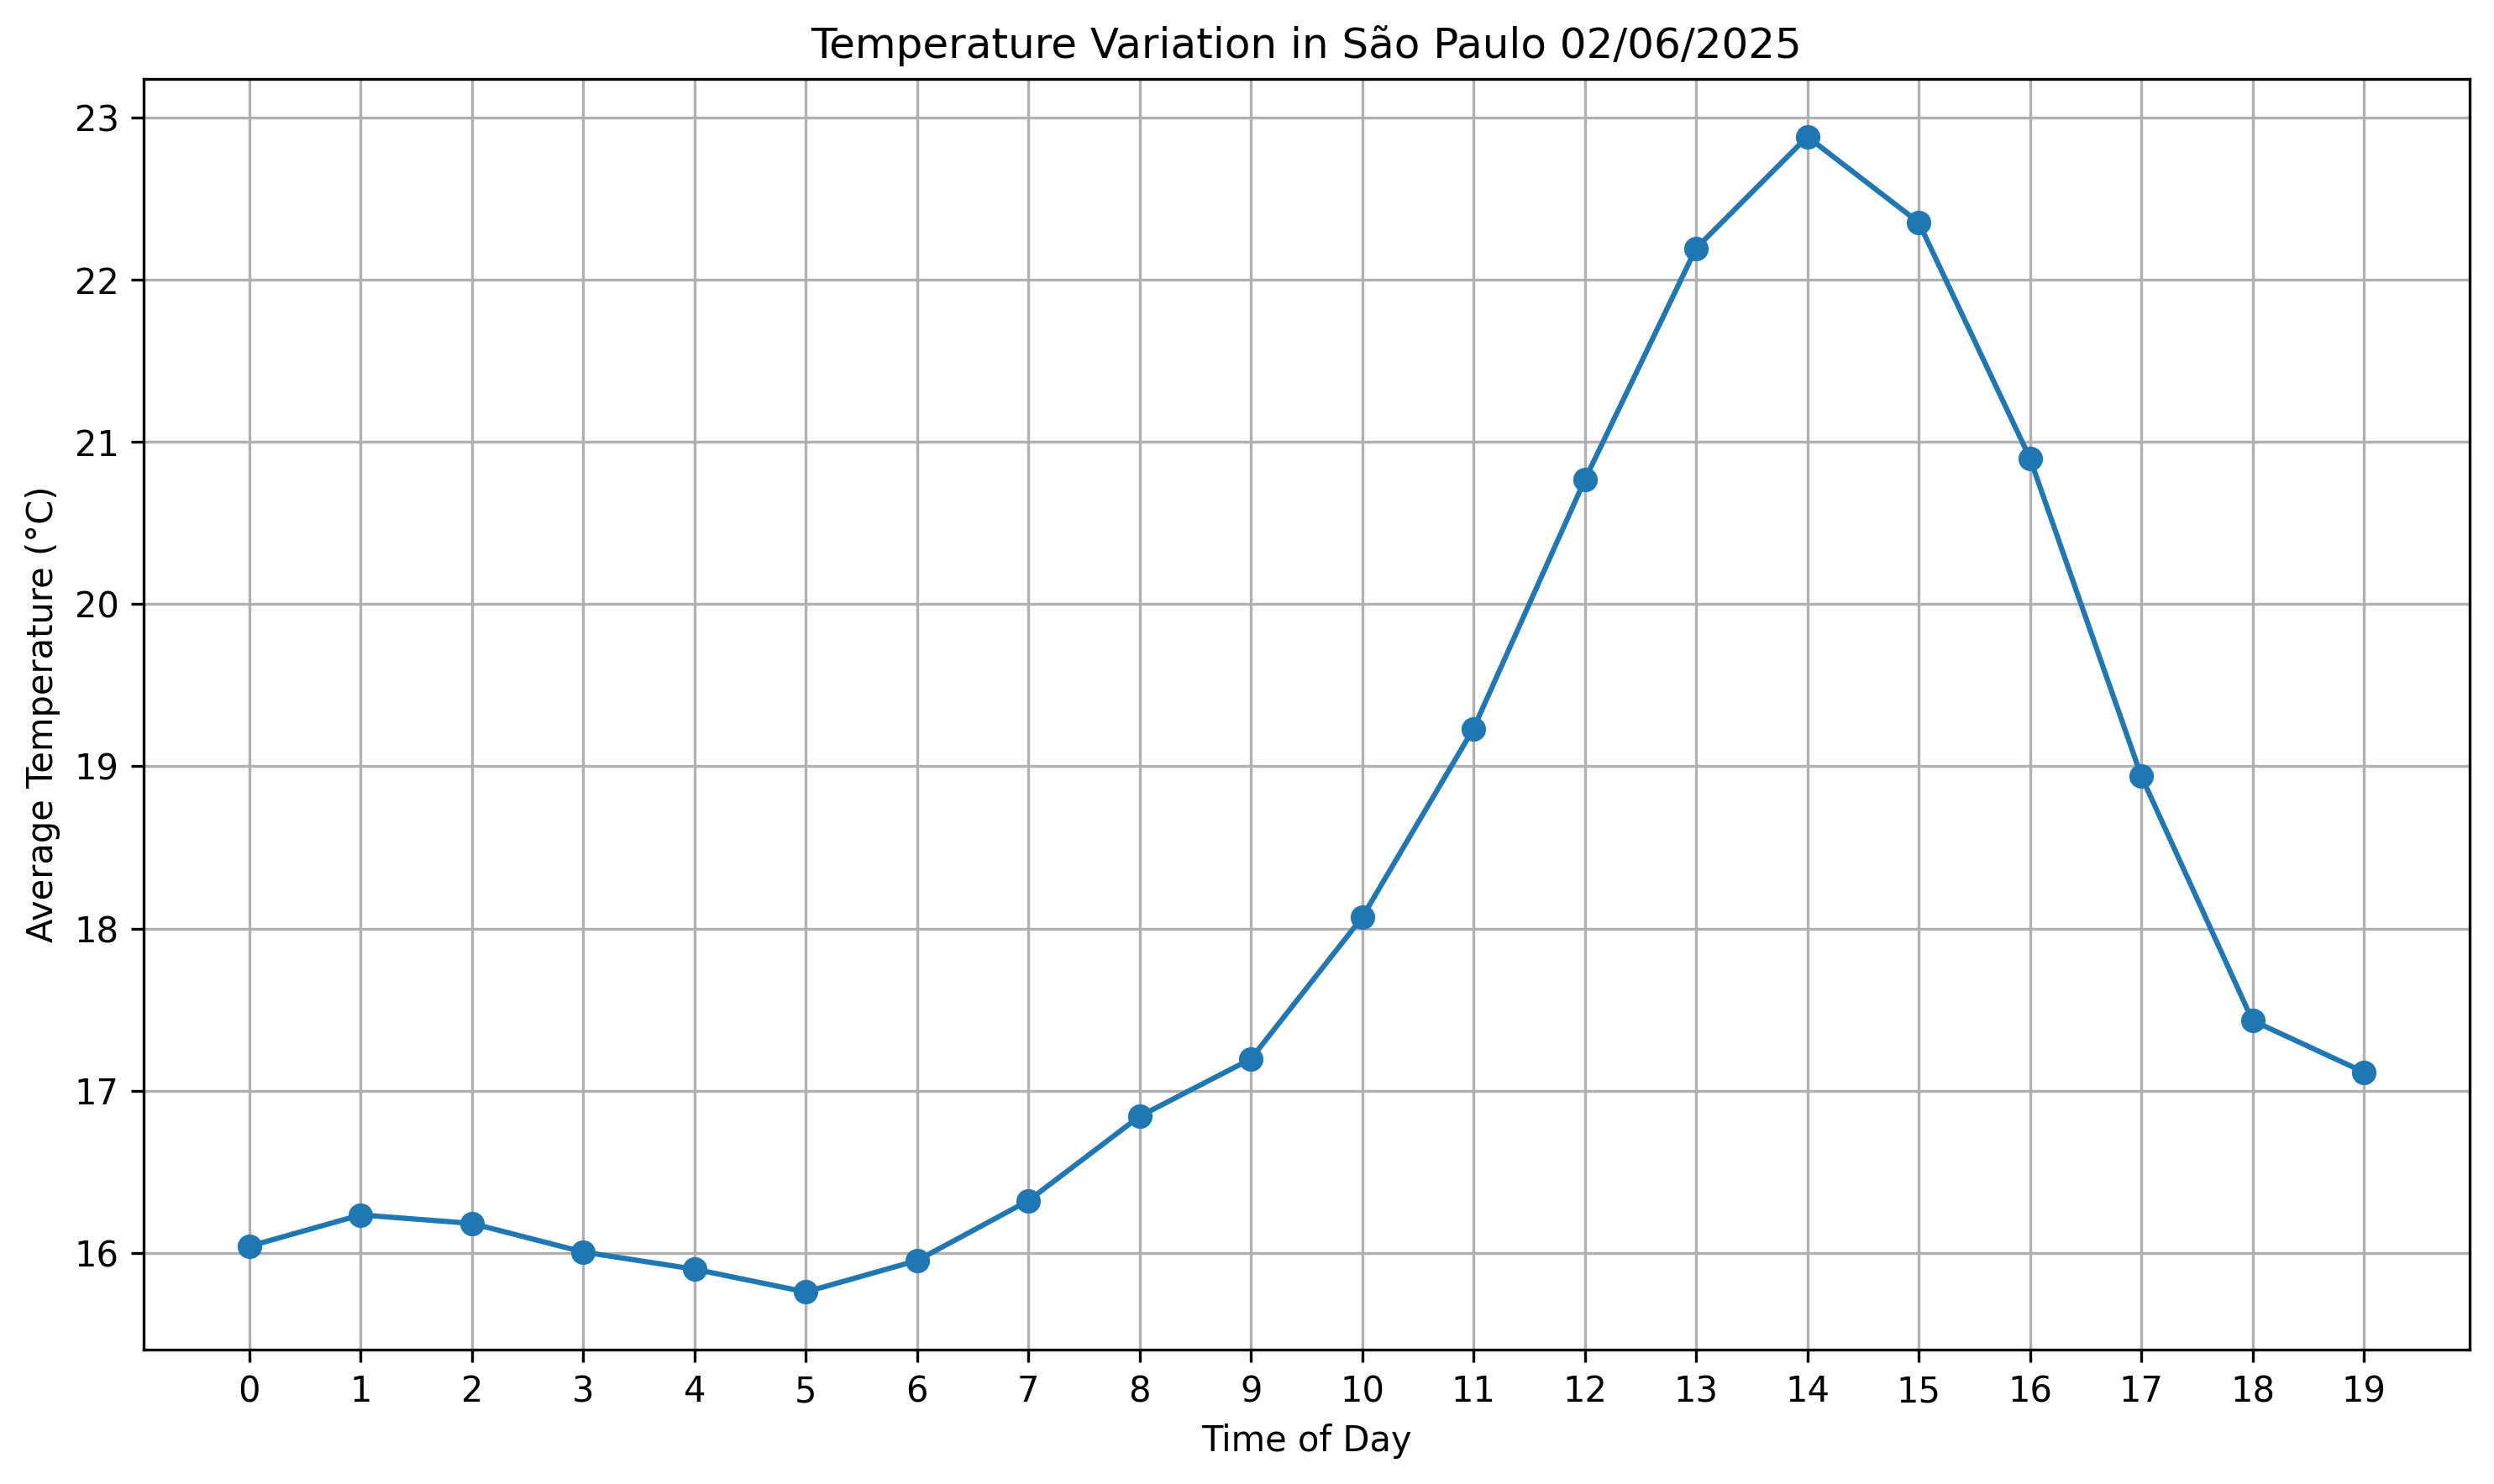 Temperature Variation in São Paulo 02/06/2025
23
22
21
20
19
18
17
16
Average Temperature (°C)
0 1 2 3 4 5 6 7 8 9 10 11 12 13 14 15 16 17 18 19
Time of Day